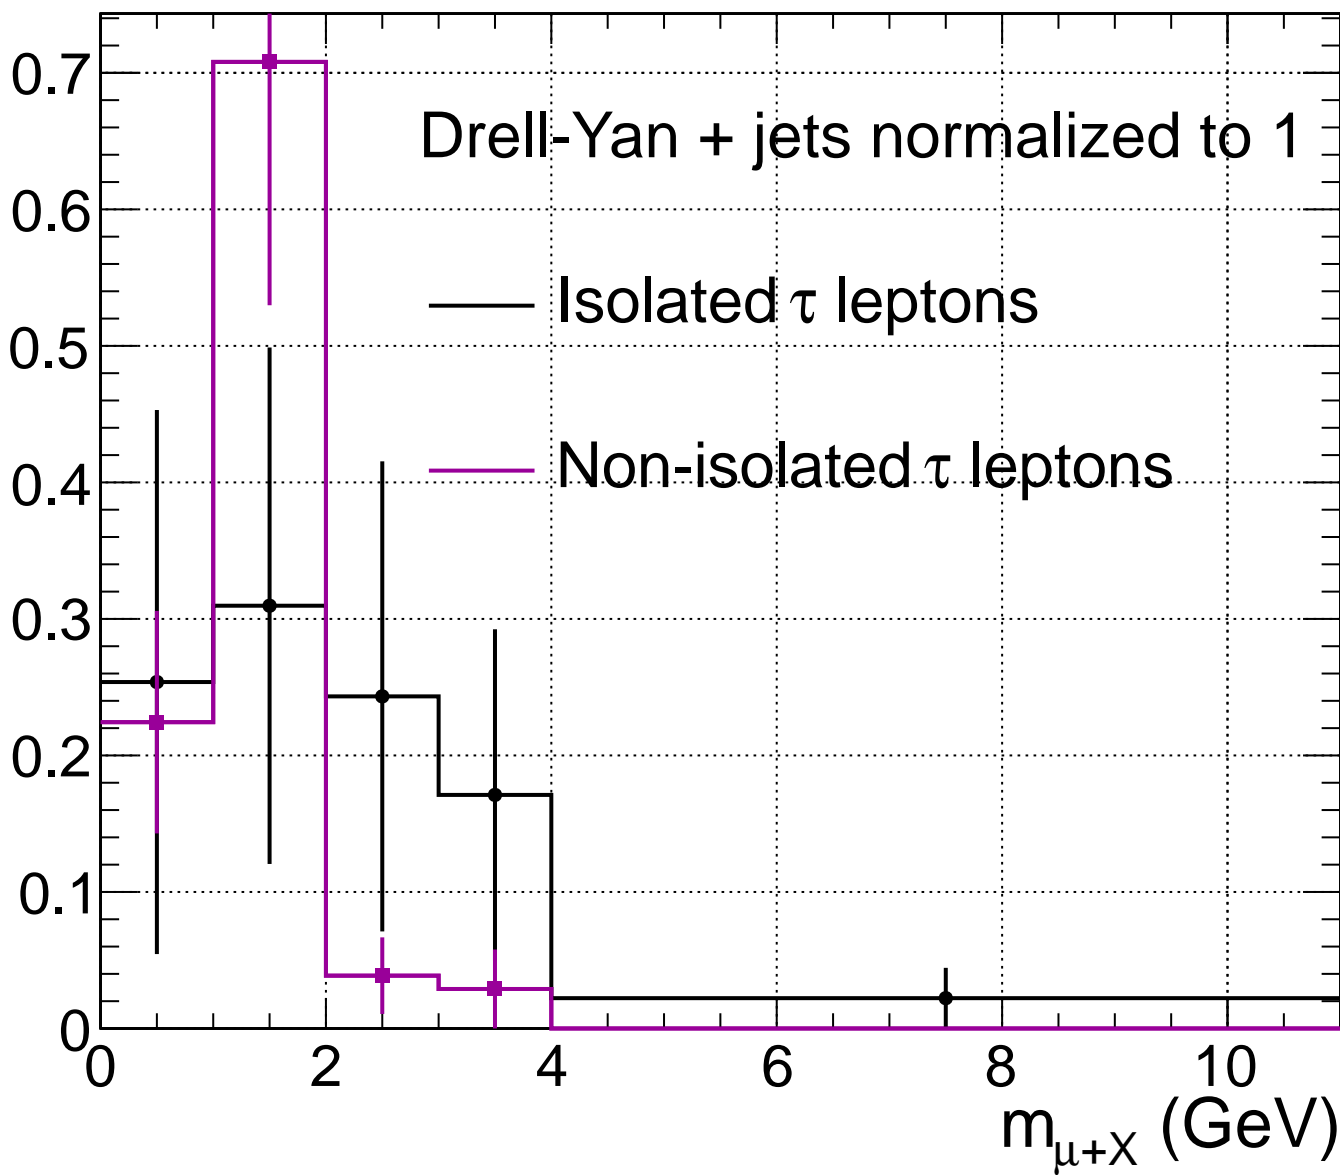 0.7
Drell-Yan + jets normalized to 1
0.6
Isolated τ leptons
0.5
Non-isolated τ leptons
0.4
0.3
0.2
0.1
0
0 2 4 6 8 10
m_{μ+X} (GeV)